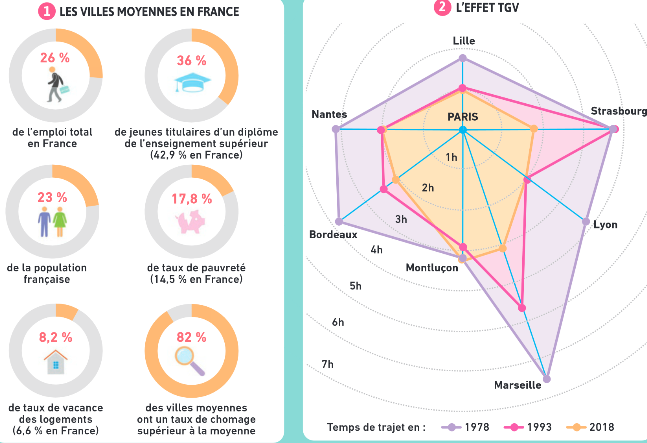 1 LES VILLES MOYENNES EN FRANCE
26 %
de l'emploi total
en France
36 %
de jeunes titulaires d'un diplôme
de l'enseignement supérieur
(42,9 % en France)
23 %
de la population
française
17,8 %
de taux de pauvreté
(14,5 % en France)
8,2 %
de taux de vacance
des logements
(6,6 % en France)
82 %
des villes moyennes
ont un taux de chomage
supérieur à la moyenne
2 L'EFFET TGV
Lille
Nantes
Strasbourg
PARIS
1h
2h
3h
Lyon
Bordeaux
4h
Montluçon
5h
6h
7h
Marseille
Temps de trajet en : 1978 1993 2018